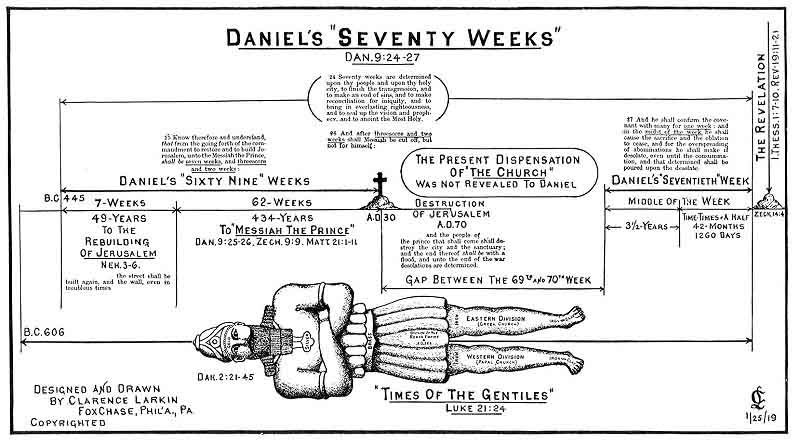 DANIEL'S "SEVENTY WEEKS"
DAN. 9:24-27
24 Seventy weeks are determined
upon thy people and upon thy holy
city, to finish the transgression, and
to make an end of sins, and to make
reconciliation for iniquity, and to
bring in everlasting righteousness,
and to seal up the vision and proph-
ecy, and to anoint the Most Holy.
25 Know therefore and understand,
that from the going forth of the com-
mandment to restore and to build Je-
rusalem, unto the Messiah the Prince,
shall be seven weeks, and threescore
and two weeks:
26 And after threescore and two
weeks shall Messiah be cut off, but
not for himself:
THE PRESENT DISPENSATION
OF "THE CHURCH"
WAS NOT REVEALED TO DANIEL
27 And he shall confirm the cove-
nant with many for one week: and
in the midst of the week he shall
cause the sacrifice and the oblation
to cease, and for the overspreading
of abominations he shall make it
desolate, even until the consumma-
tion, and that determined shall be
poured upon the desolate.
THE REVELATION
I. THESS. 1:7-10. REV. 19:11-21
DANIEL'S "SIXTY NINE" WEEKS
DANIEL'S "SEVENTIETH" WEEK
B.C. 445
7-WEEKS
62-WEEKS
A.D. 30
DESTRUCTION
OF JERUSALEM
A.D. 70
MIDDLE OF THE WEEK
ZECH. 14:4
49-YEARS
TO THE
REBUILDING
OF JERUSALEM
NEH. 3-6.
the street shall be
built again, and the wall, even in
troublous times
434-YEARS
TO "MESSIAH THE PRINCE"
DAN. 9:25-26, ZECH. 9:9. MATT 21:1-11
and the people of
the prince that shall come shall des-
troy the city and the sanctuary;
and the end thereof shall be with a
flood, and unto the end of the war
desolations are determined.
3½-YEARS
TIME-TIMES & A HALF
42-MONTHS
1260 DAYS
GAP BETWEEN THE 69TH AND 70TH WEEK
B.C. 606
DAN. 2:31-45
EASTERN DIVISION
(GREEK CHURCH)
WESTERN DIVISION
(PAPAL CHURCH)
"TIMES OF THE GENTILES"
LUKE 21:24
DESIGNED AND DRAWN
BY CLARENCE LARKIN
FOX CHASE, PHIL'A., PA.
COPYRIGHTED
CL
1/25/19